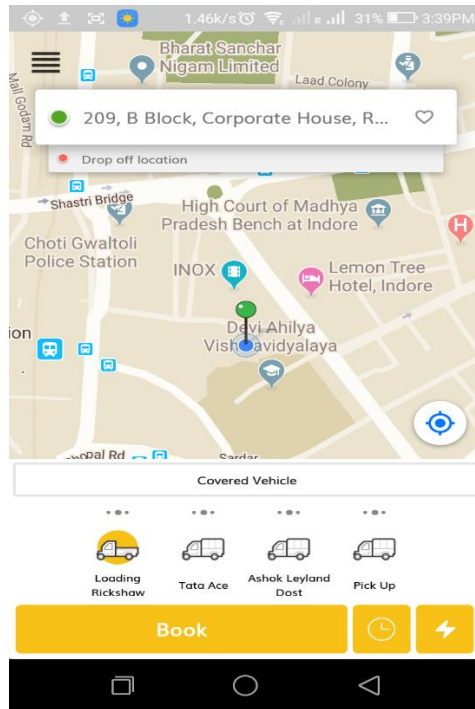 1.46k/s 31% 3:39PM
Bharat Sanchar
Nigam Limited
Laad Colony
Mail Godam Rd
209, B Block, Corporate House, R...
Drop off location
Shastri Bridge
High Court of Madhya
Pradesh Bench at Indore
Choti Gwaltoli
Police Station
INOX
Lemon Tree
Hotel, Indore
H
ion
Devi Ahilya
Vishwavidyalaya
Sardar
Covered Vehicle
Loading
Rickshaw
Tata Ace
Ashok Leyland
Dost
Pick Up
Book